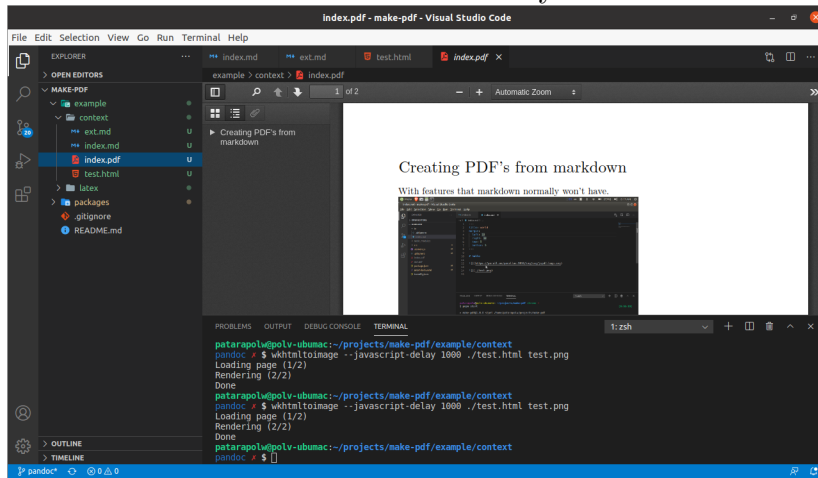 index.pdf - make-pdf - Visual Studio Code
File Edit Selection View Go Run Terminal Help
EXPLORER
OPEN EDITORS
MAKE-PDF
example
context
ext.md U
index.md U
index.pdf U
test.html U
latex
packages
.gitignore
README.md
OUTLINE
TIMELINE
index.md ext.md test.html index.pdf
example > context > index.pdf
1 of 2 Automatic Zoom
Creating PDF's from
markdown
Creating PDF's from markdown
With features that markdown normally won't have.
PROBLEMS OUTPUT DEBUG CONSOLE TERMINAL 1: zsh
patarapolw@polv-ubumac:~/projects/make-pdf/example/context
pandoc ✗ $ wkhtmltoimage --javascript-delay 1000 ./test.html test.png
Loading page (1/2)
Rendering (2/2)
Done
patarapolw@polv-ubumac:~/projects/make-pdf/example/context
pandoc ✗ $ wkhtmltoimage --javascript-delay 1000 ./test.html test.png
Loading page (1/2)
Rendering (2/2)
Done
patarapolw@polv-ubumac:~/projects/make-pdf/example/context
pandoc ✗ $
20
pandoc* 0 0